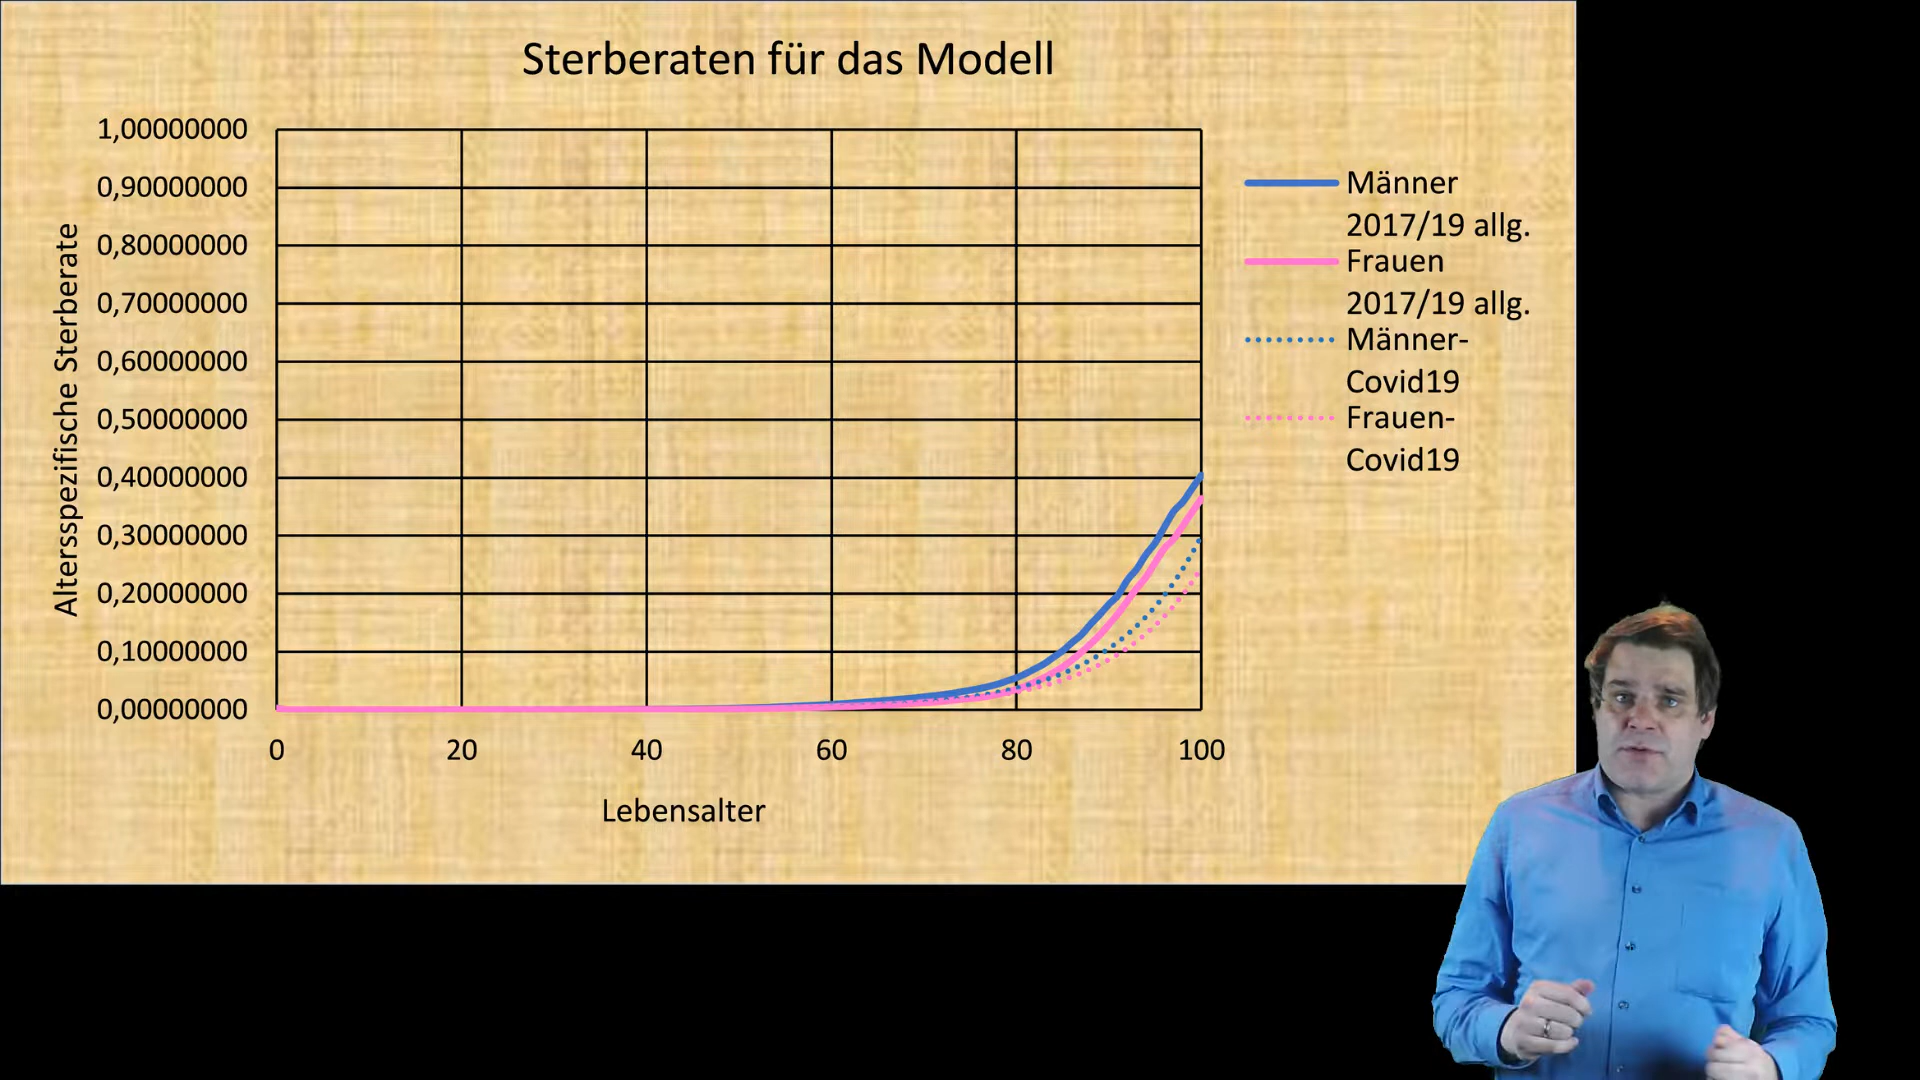 Sterberaten für das Modell
1,00000000
0,90000000
0,80000000
0,70000000
0,60000000
0,50000000
0,40000000
0,30000000
0,20000000
0,10000000
0,00000000
Altersspezifische Sterberate
0 20 40 60 80 100
Lebensalter
Männer
2017/19 allg.
Frauen
2017/19 allg.
Männer-
Covid19
Frauen-
Covid19